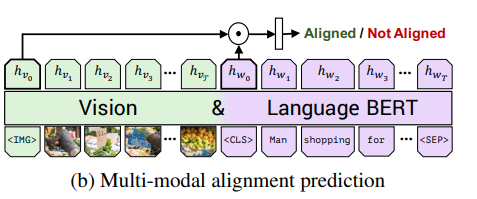 Aligned / Not Aligned
h_{v_0} h_{v_1} h_{v_2} h_{v_3} ••• h_{v_T} h_{w_0} h_{w_1} h_{w_2} h_{w_3} ••• h_{w_T}
Vision & Language BERT
<IMG> ••• <CLS> Man shopping for ••• <SEP>
(b) Multi-modal alignment prediction